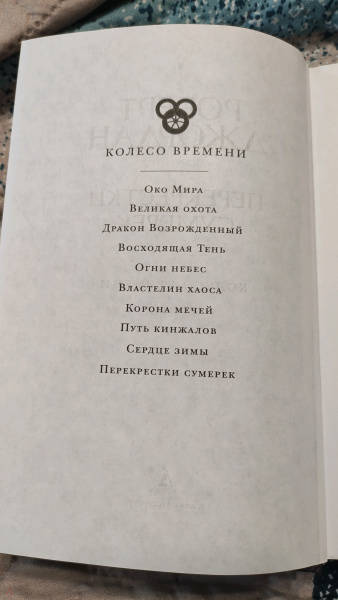 КОЛЕСО ВРЕМЕНИ
Око Мира
Великая охота
Дракон Возрожденный
Восходящая Тень
Огни небес
Властелин хаоса
Корона мечей
Путь кинжалов
Сердце зимы
Перекрестки сумерек